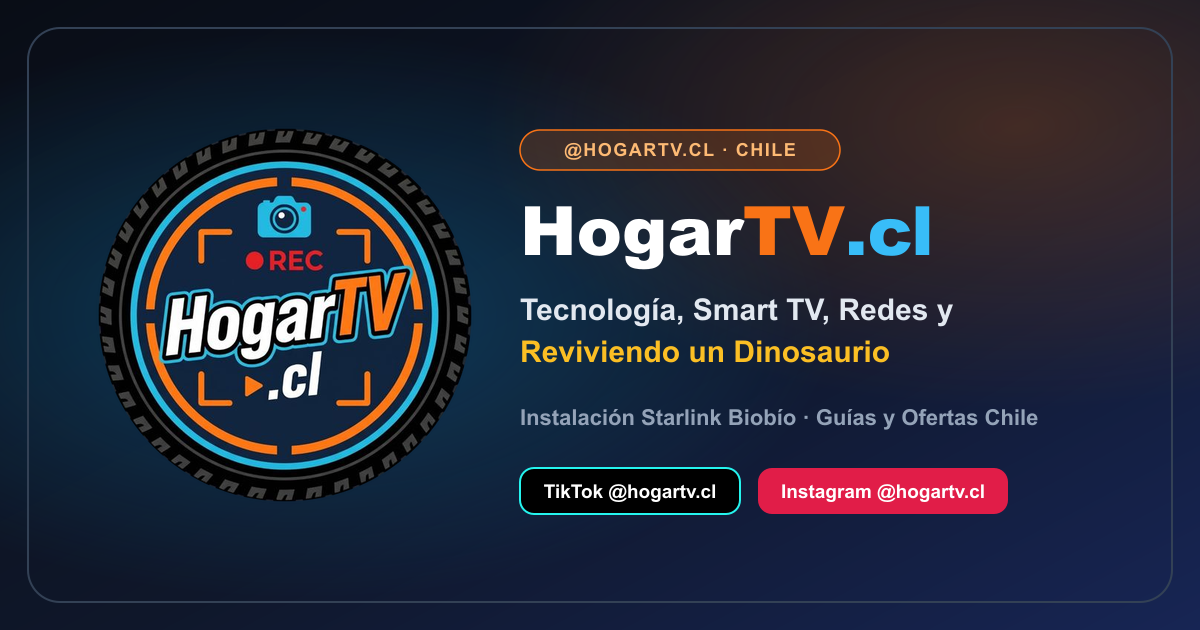 REC
HogarTV
.cl
@HOGARTV.CL · CHILE
HogarTV.cl
Tecnología, Smart TV, Redes y
Reviviendo un Dinosaurio
Instalación Starlink Biobío · Guías y Ofertas Chile
TikTok @hogartv.cl
Instagram @hogartv.cl